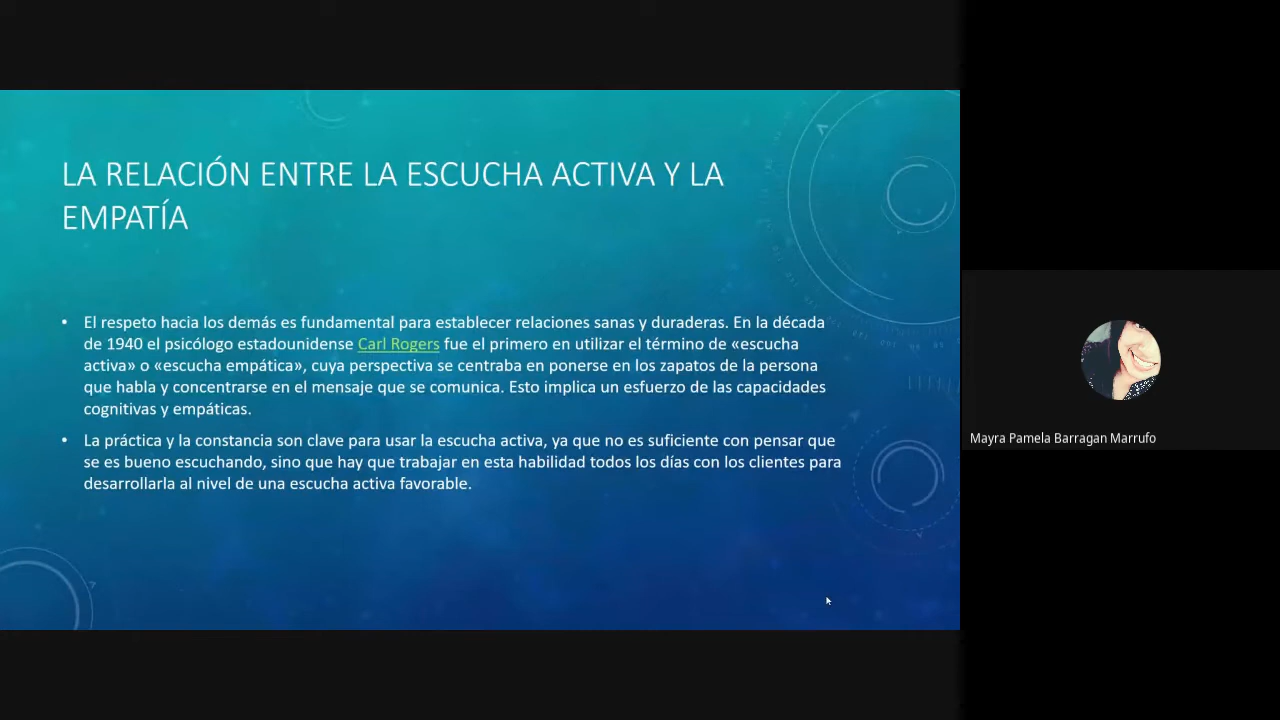 LA RELACIÓN ENTRE LA ESCUCHA ACTIVA Y LA
EMPATÍA
• El respeto hacia los demás es fundamental para establecer relaciones sanas y duraderas. En la década
de 1940 el psicólogo estadounidense Carl Rogers fue el primero en utilizar el término de «escucha
activa» o «escucha empática», cuya perspectiva se centraba en ponerse en los zapatos de la persona
que habla y concentrarse en el mensaje que se comunica. Esto implica un esfuerzo de las capacidades
cognitivas y empáticas.
• La práctica y la constancia son clave para usar la escucha activa, ya que no es suficiente con pensar que
se es bueno escuchando, sino que hay que trabajar en esta habilidad todos los días con los clientes para
desarrollarla al nivel de una escucha activa favorable.
Mayra Pamela Barragan Marrufo